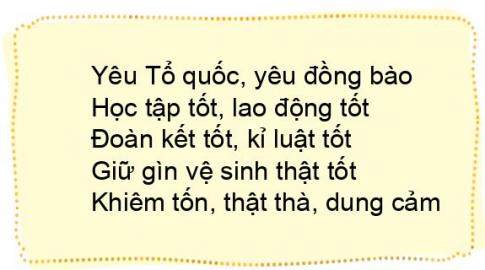 Yêu Tổ quốc, yêu đồng bào
Học tập tốt, lao động tốt
Đoàn kết tốt, kỉ luật tốt
Giữ gìn vệ sinh thật tốt
Khiêm tốn, thật thà, dung cảm